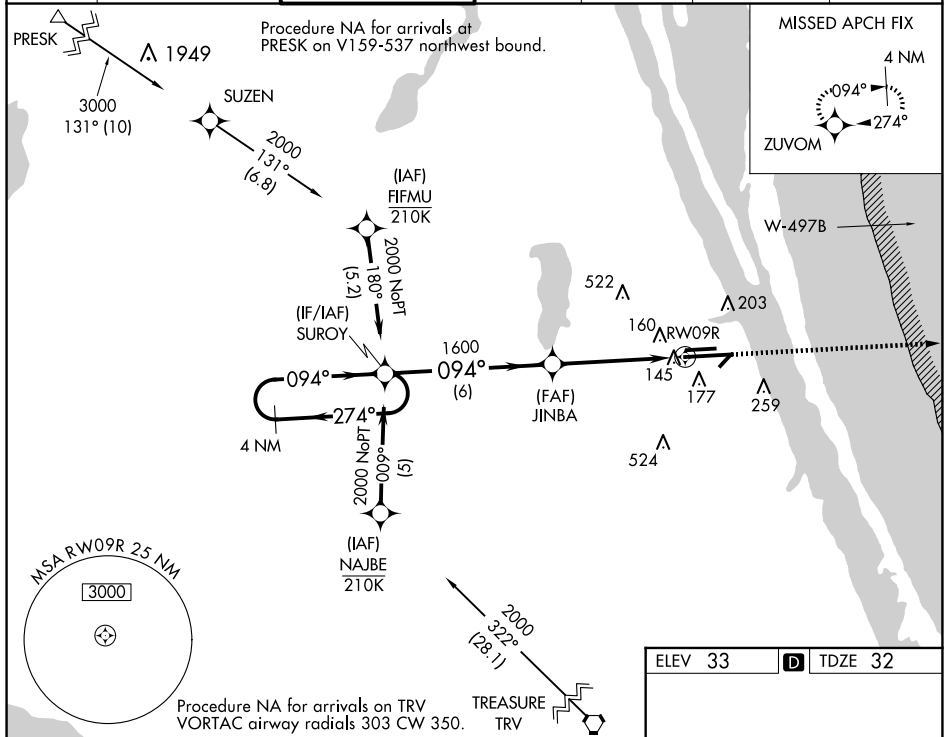 Procedure NA for arrivals at
PRESK on V159-537 northwest bound.
MISSED APCH FIX
4 NM
094°
274°
ZUVOM
PRESK
1949
3000
131° (10)
SUZEN
2000
131°
(6.8)
(IAF)
FIFMU
210K
2000 NoPT
180°
(5.2)
W-497B
(IF/IAF)
SUROY
522
203
160
RW09R
145
177
259
524
1600
094°
(6)
(FAF)
JINBA
094°
274°
4 NM
2000 NoPT
009°
(5)
(IAF)
NAJBE
210K
MSA RW09R 25 NM
3000
2000
322°
(28.1)
TREASURE
TRV
Procedure NA for arrivals on TRV
VORTAC airway radials 303 CW 350.
ELEV 33 D TDZE 32